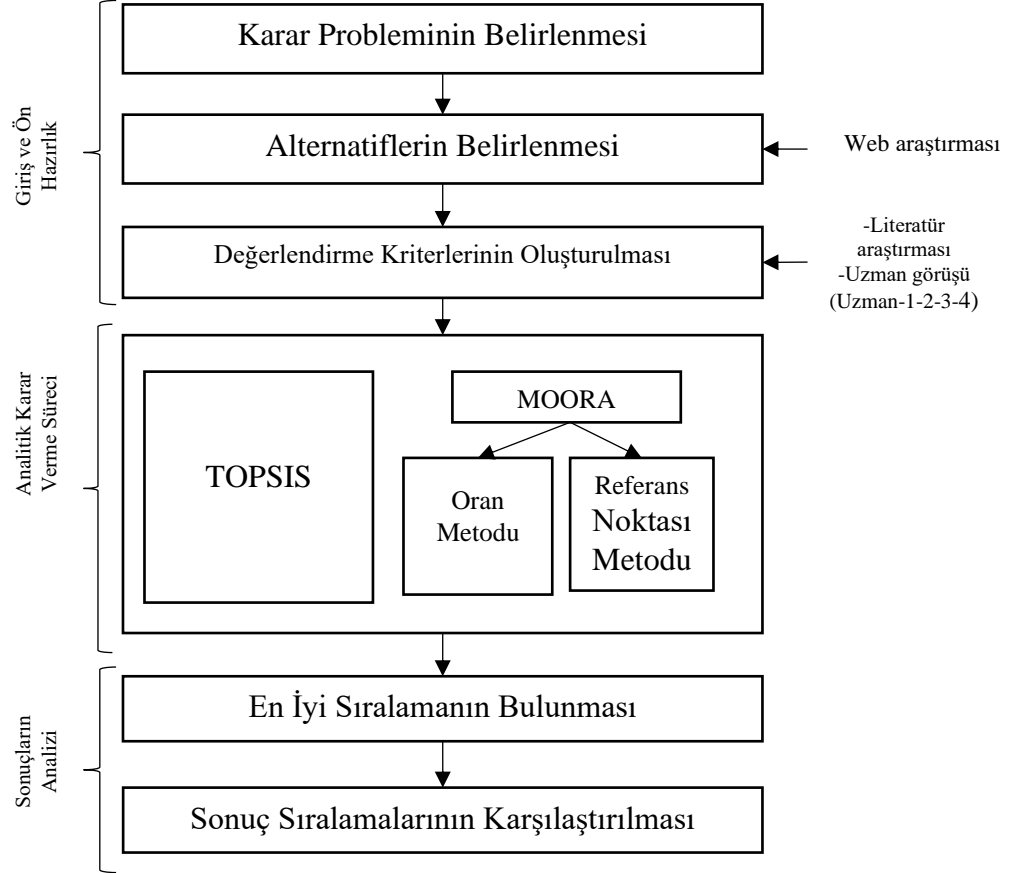 Giriş ve Ön
Hazırlık
Karar Probleminin Belirlenmesi
Alternatiflerin Belirlenmesi
Web araştırması
Değerlendirme Kriterlerinin Oluşturulması
-Literatür
araştırması
-Uzman görüşü
(Uzman-1-2-3-4)
Analitik Karar
Verme Süreci
TOPSIS
MOORA
Oran
Metodu
Referans
Noktası
Metodu
Sonuçların
Analizi
En İyi Sıralamanın Bulunması
Sonuç Sıralamalarının Karşılaştırılması